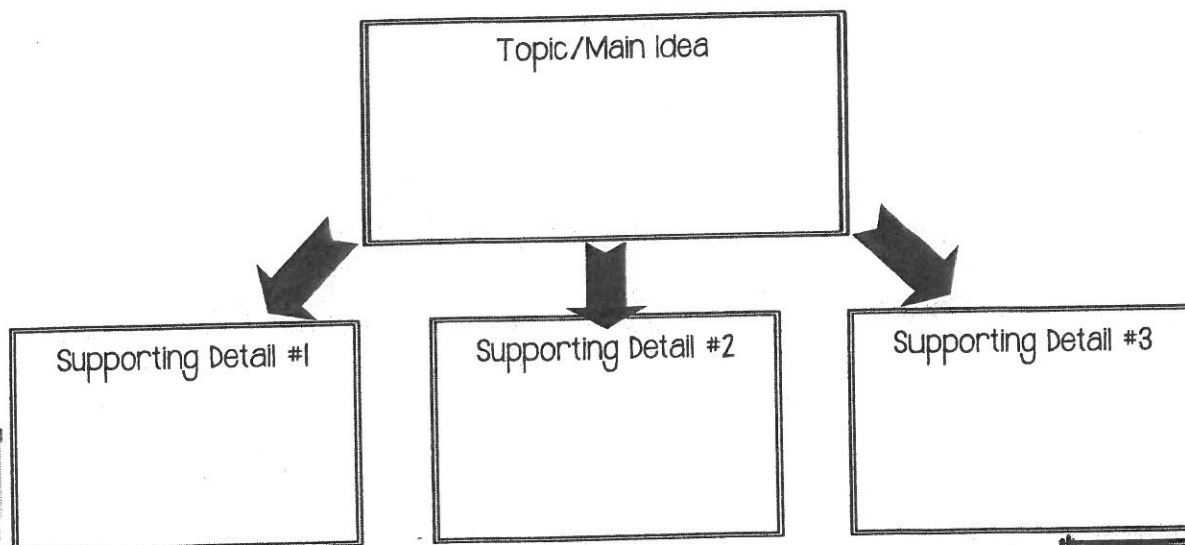 Topic/Main Idea
Supporting Detail #1
Supporting Detail #2
Supporting Detail #3